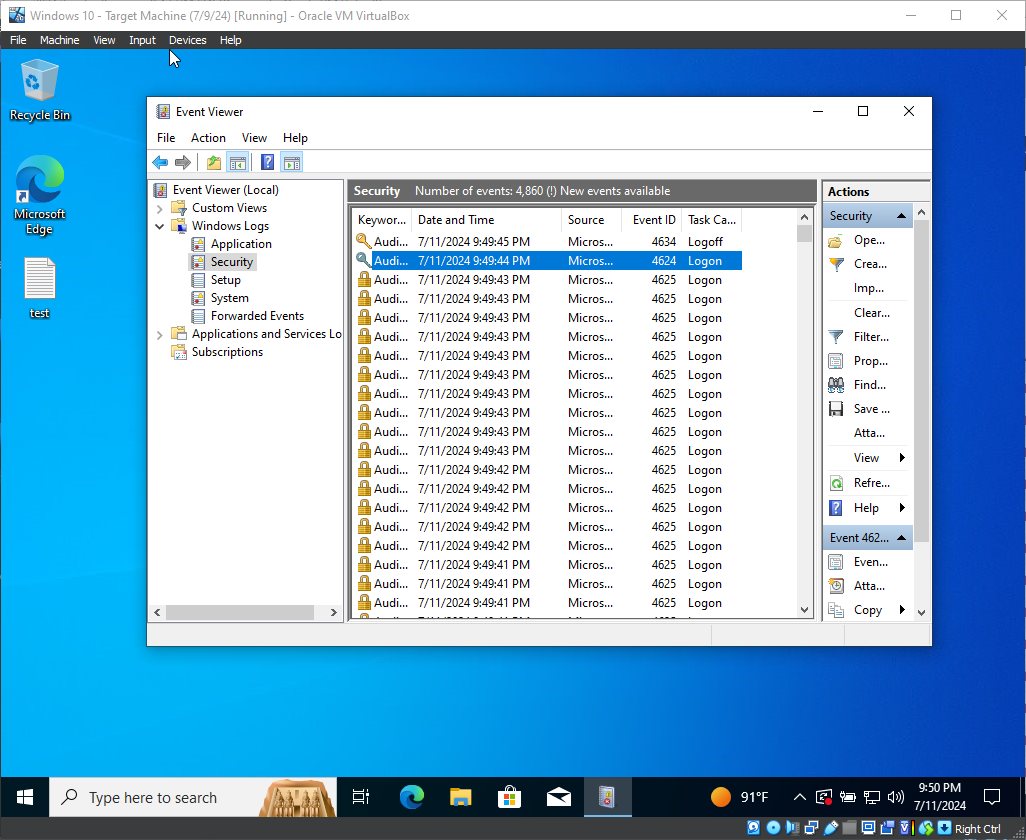 Windows 10 - Target Machine (7/9/24) [Running] - Oracle VM VirtualBox
File Machine View Input Devices Help
Recycle Bin
Microsoft
Edge
test
Event Viewer
File Action View Help
Event Viewer (Local)
Custom Views
Windows Logs
Application
Security
Setup
System
Forwarded Events
Applications and Services Lo
Subscriptions
Security Number of events: 4,860 (!) New events available
Keywor... Date and Time Source Event ID Task Ca...
Audi... 7/11/2024 9:49:45 PM Micros... 4634 Logoff
Audi... 7/11/2024 9:49:44 PM Micros... 4624 Logon
Audi... 7/11/2024 9:49:43 PM Micros... 4625 Logon
Audi... 7/11/2024 9:49:43 PM Micros... 4625 Logon
Audi... 7/11/2024 9:49:43 PM Micros... 4625 Logon
Audi... 7/11/2024 9:49:43 PM Micros... 4625 Logon
Audi... 7/11/2024 9:49:43 PM Micros... 4625 Logon
Audi... 7/11/2024 9:49:43 PM Micros... 4625 Logon
Audi... 7/11/2024 9:49:43 PM Micros... 4625 Logon
Audi... 7/11/2024 9:49:43 PM Micros... 4625 Logon
Audi... 7/11/2024 9:49:43 PM Micros... 4625 Logon
Audi... 7/11/2024 9:49:43 PM Micros... 4625 Logon
Audi... 7/11/2024 9:49:42 PM Micros... 4625 Logon
Audi... 7/11/2024 9:49:42 PM Micros... 4625 Logon
Audi... 7/11/2024 9:49:42 PM Micros... 4625 Logon
Audi... 7/11/2024 9:49:42 PM Micros... 4625 Logon
Audi... 7/11/2024 9:49:42 PM Micros... 4625 Logon
Audi... 7/11/2024 9:49:41 PM Micros... 4625 Logon
Audi... 7/11/2024 9:49:41 PM Micros... 4625 Logon
Audi... 7/11/2024 9:49:41 PM Micros... 4625 Logon
Actions
Security
Ope...
Crea...
Imp...
Clear...
Filter...
Prop...
Find...
Save ...
Atta...
View
Refre...
Help
Event 462...
Even...
Atta...
Copy
Type here to search
91°F
9:50 PM
7/11/2024
Right Ctrl